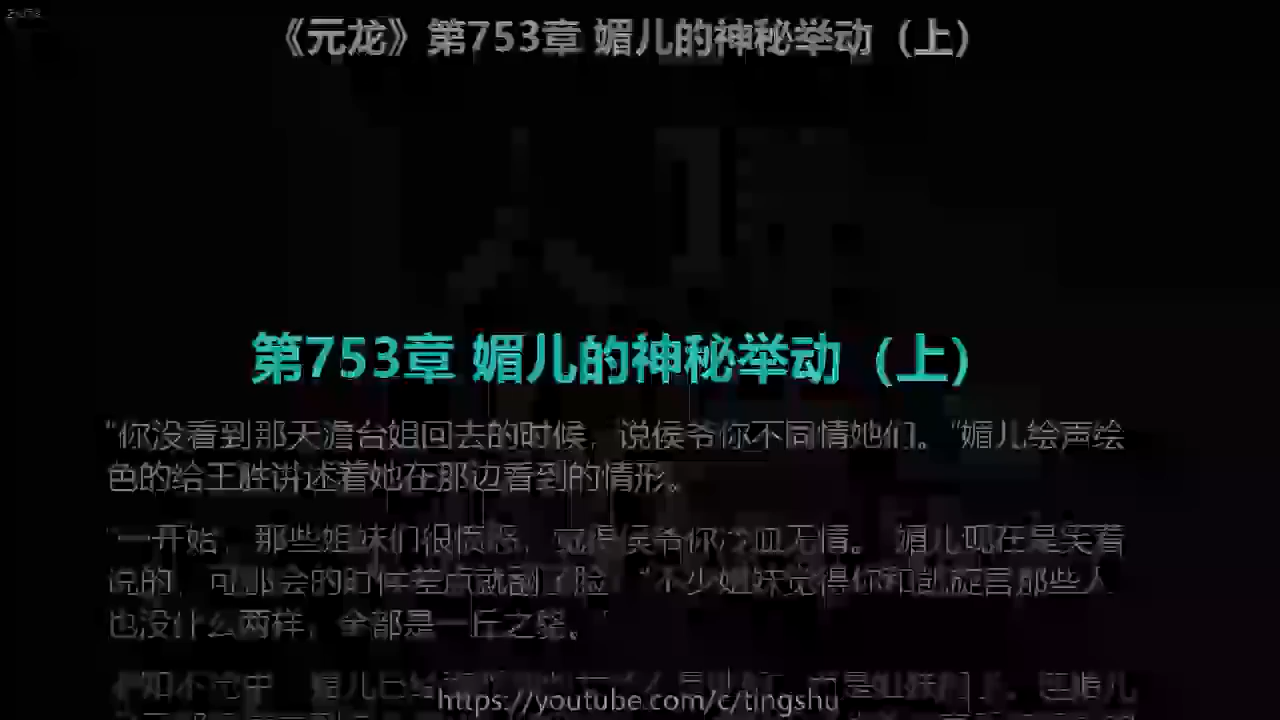 《元龙》第753章 媚儿的神秘举动（上）
第753章 媚儿的神秘举动（上）
“你没看到那天澹台姐回去的时候，说侯爷你不同情她们。”媚儿绘声绘
色的给王胜讲述着她在那边看到的情形。
“一开始，那些姐妹们很愤怒，觉得侯爷你冷血无情。”媚儿现在是笑着
说的，可那会的时候差点就翻了脸：“不少姐妹觉得你和凯旋言那些人
也没什么两样，全都是一丘之貉。”
https://youtube.com/c/tingshu